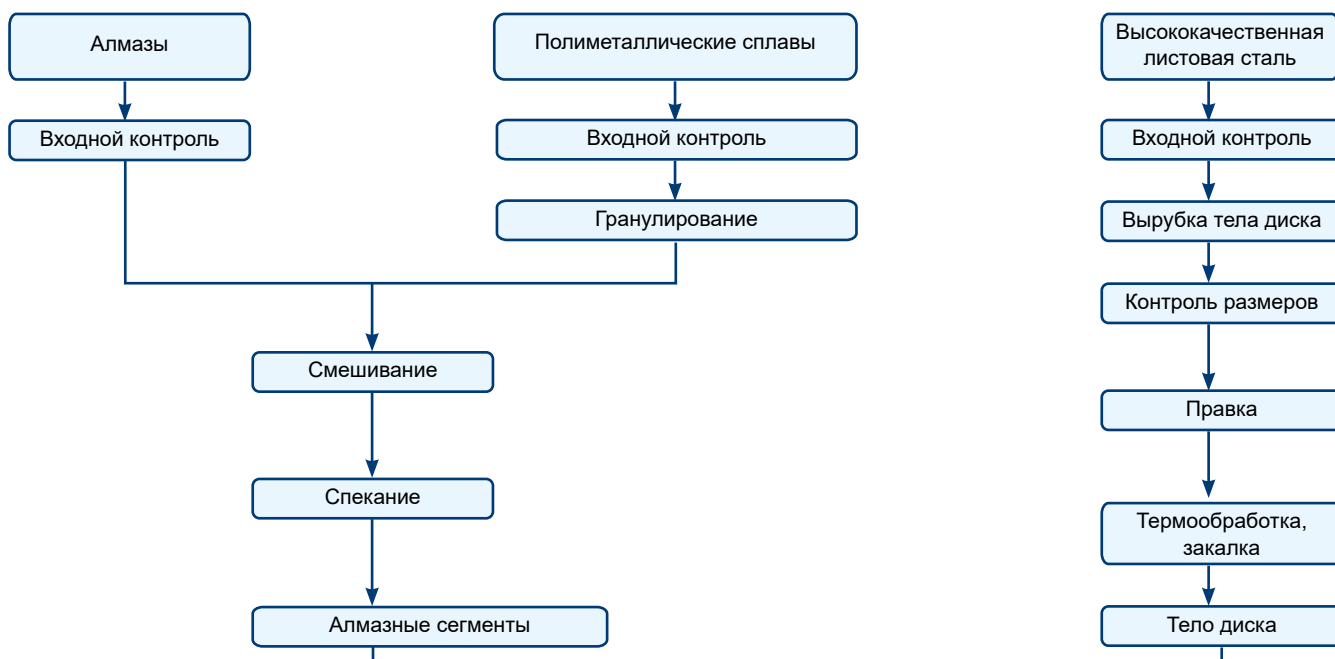 Алмазы
Полиметаллические сплавы
Высококачественная
листовая сталь
Входной контроль
Входной контроль
Входной контроль
Гранулирование
Вырубка тела диска
Контроль размеров
Смешивание
Правка
Спекание
Термообработка,
закалка
Алмазные сегменты
Тело диска